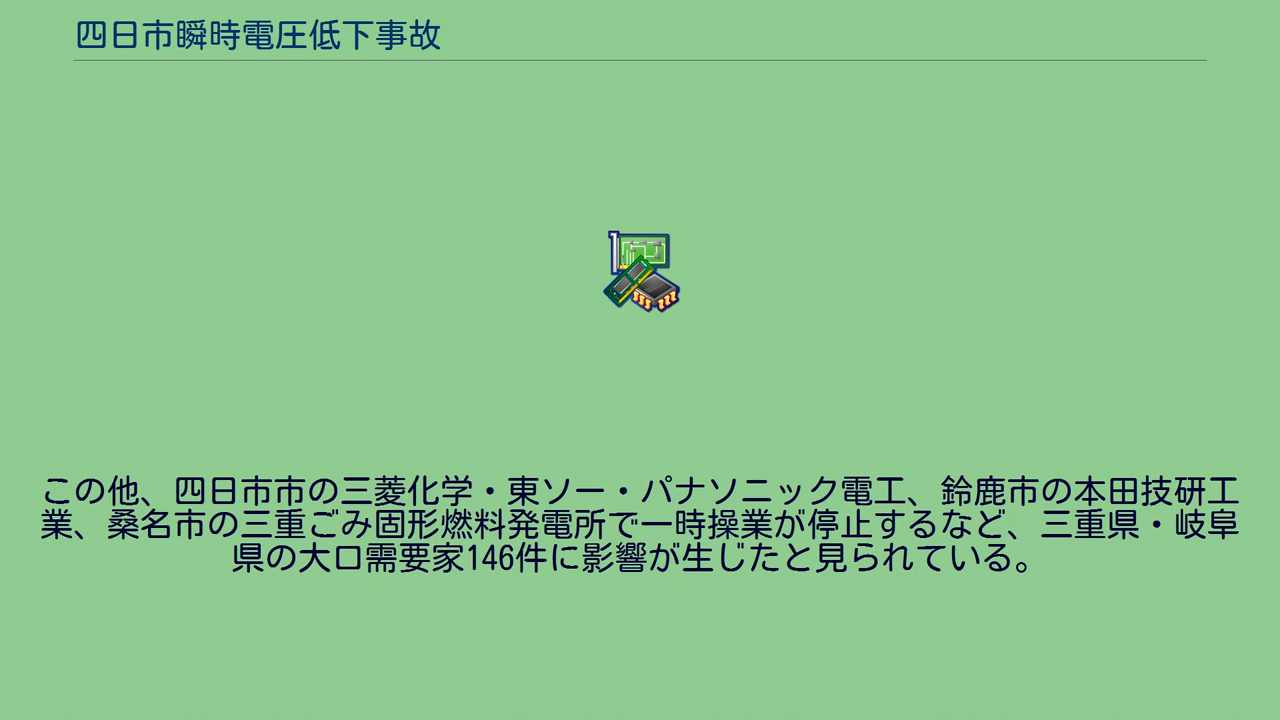 四日市瞬時電圧低下事故
この他、四日市市の三菱化学・東ソー・パナソニック電工、鈴鹿市の本田技研工
業、桑名市の三重ごみ固形燃料発電所で一時操業が停止するなど、三重県・岐阜
県の大口需要家146件に影響が生じたと見られている。